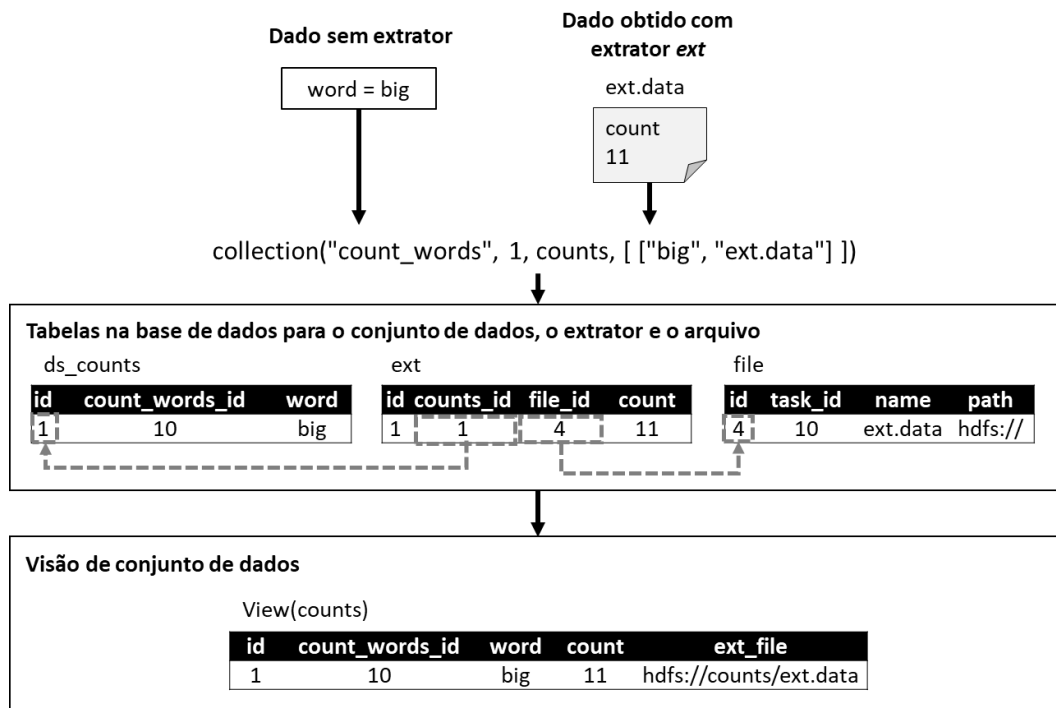 Dado sem extrator
word = big
Dado obtido com
extrator ext
ext.data
count
11
collection("count_words", 1, counts, [ ["big", "ext.data"] ])
Tabelas na base de dados para o conjunto de dados, o extrator e o arquivo
ds_counts
id count_words_id word
1 10 big
ext
id counts_id file_id count
1 1 4 11
file
id task_id name path
4 10 ext.data hdfs://
Visão de conjunto de dados
View(counts)
id count_words_id word count ext_file
1 10 big 11 hdfs://counts/ext.data